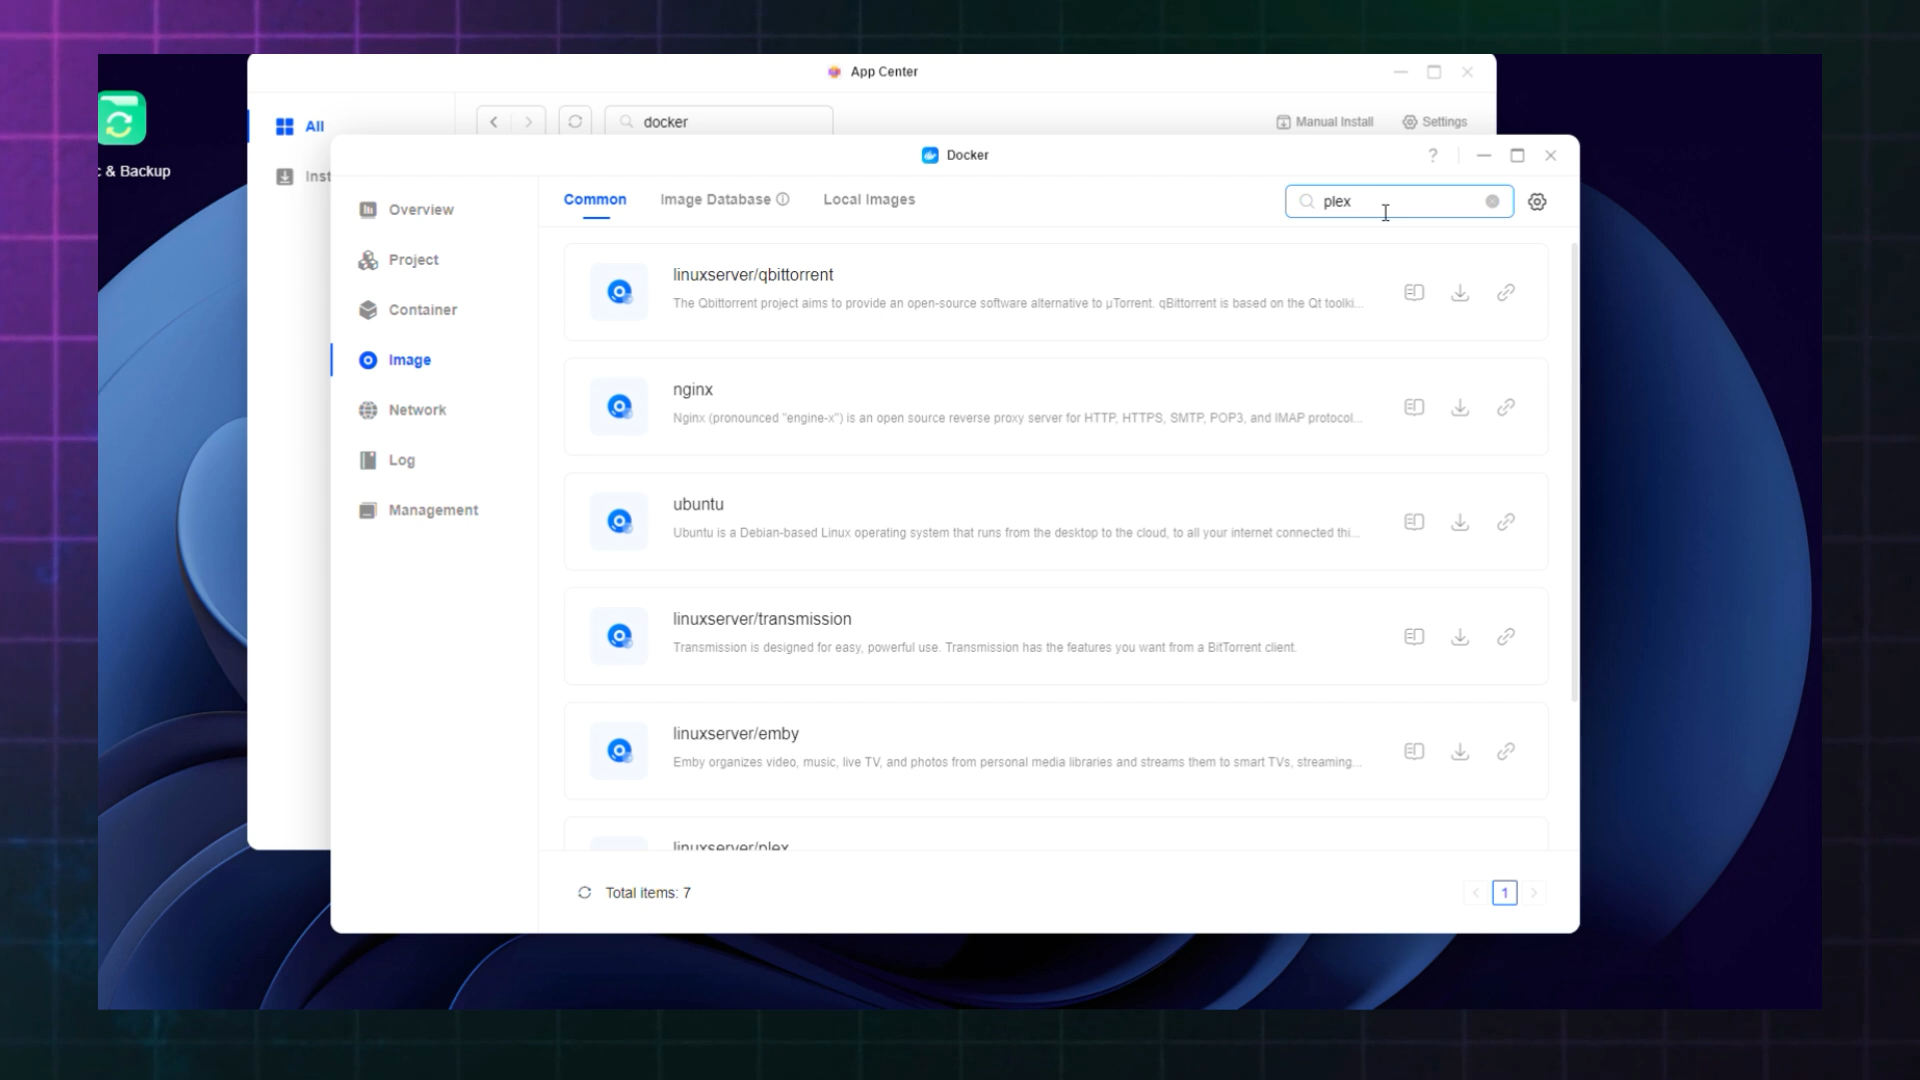 App Center
c & Backup
All
docker
Manual Install
Settings
Inst
Docker
?
Overview
Project
Container
Image
Network
Log
Management
Common
Image Database
Local Images
plex
linuxserver/qbittorrent
The Qbittorrent project aims to provide an open-source software alternative to µTorrent. qBittorrent is based on the Qt toolki...
nginx
Nginx (pronounced "engine-x") is an open source reverse proxy server for HTTP, HTTPS, SMTP, POP3, and IMAP protocol...
ubuntu
Ubuntu is a Debian-based Linux operating system that runs from the desktop to the cloud, to all your internet connected thi...
linuxserver/transmission
Transmission is designed for easy, powerful use. Transmission has the features you want from a BitTorrent client.
linuxserver/emby
Emby organizes video, music, live TV, and photos from personal media libraries and streams them to smart TVs, streaming...
linuxserver/plex
Total items: 7
1